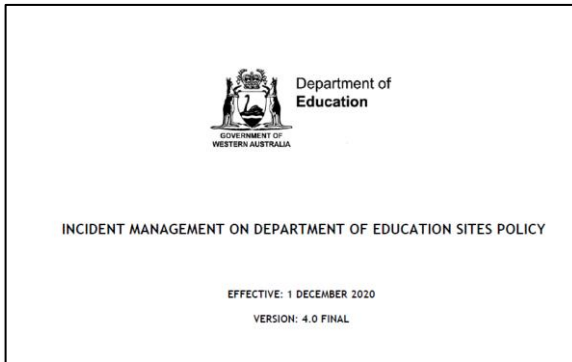 Department of
Education
GOVERNMENT OF
WESTERN AUSTRALIA
INCIDENT MANAGEMENT ON DEPARTMENT OF EDUCATION SITES POLICY
EFFECTIVE: 1 DECEMBER 2020
VERSION: 4.0 FINAL